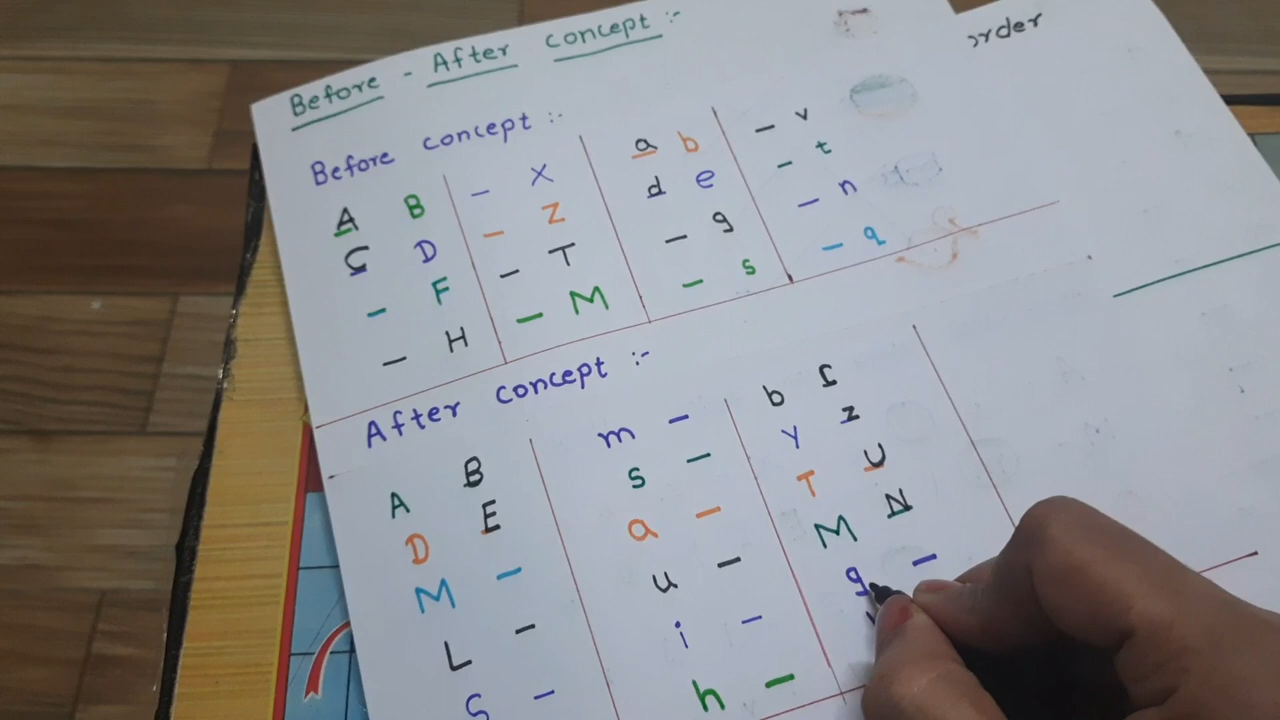 Before - After concept :-
order
Before concept :-
A B - X a b - v
C D - Z d e - t
- F - T - g - n
- H - M - s - q
After concept :-
A B m - b c
D E s - Y z
M - a - T U
L - u - M N
S - i - g -
h -